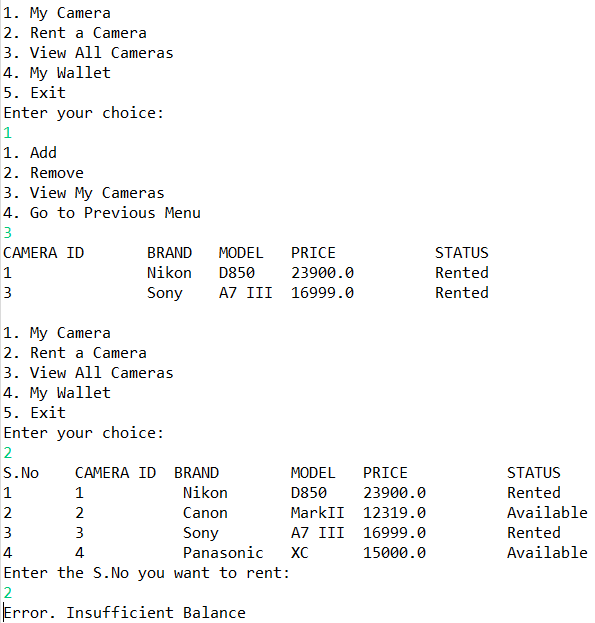 1. My Camera
2. Rent a Camera
3. View All Cameras
4. My Wallet
5. Exit
Enter your choice:
1
1. Add
2. Remove
3. View My Cameras
4. Go to Previous Menu
3
CAMERA ID BRAND MODEL PRICE STATUS
1 Nikon D850 23900.0 Rented
3 Sony A7 III 16999.0 Rented
1. My Camera
2. Rent a Camera
3. View All Cameras
4. My Wallet
5. Exit
Enter your choice:
2
S.No CAMERA ID BRAND MODEL PRICE STATUS
1 1 Nikon D850 23900.0 Rented
2 2 Canon MarkII 12319.0 Available
3 3 Sony A7 III 16999.0 Rented
4 4 Panasonic XC 15000.0 Available
Enter the S.No you want to rent:
2
Error. Insufficient Balance